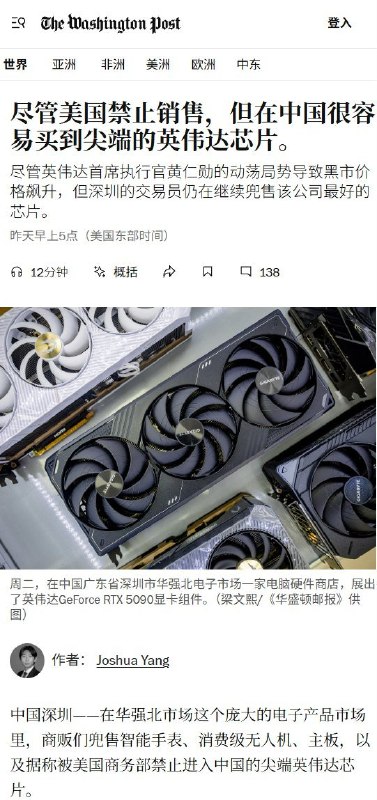 The Washington Post
登入
世界 亚洲 非洲 美洲 欧洲 中东
尽管美国禁止销售，但在中国很容
易买到尖端的英伟达芯片。
尽管英伟达首席执行官黄仁勋的动荡局势导致黑市价
格飙升，但深圳的交易员仍在继续兜售该公司最好的
芯片。
昨天早上5点（美国东部时间）
12分钟 概括 138
GIGABYTE
周二，在中国广东省深圳市华强北电子市场一家电脑硬件商店，展出
了英伟达GeForce RTX 5090显卡组件。（梁文熙/《华盛顿邮报》供
图）
作者： Joshua Yang
中国深圳——在华强北市场这个庞大的电子产品市场
里，商贩们兜售智能手表、消费级无人机、主板，以
及据称被美国商务部禁止进入中国的尖端英伟达芯
片。